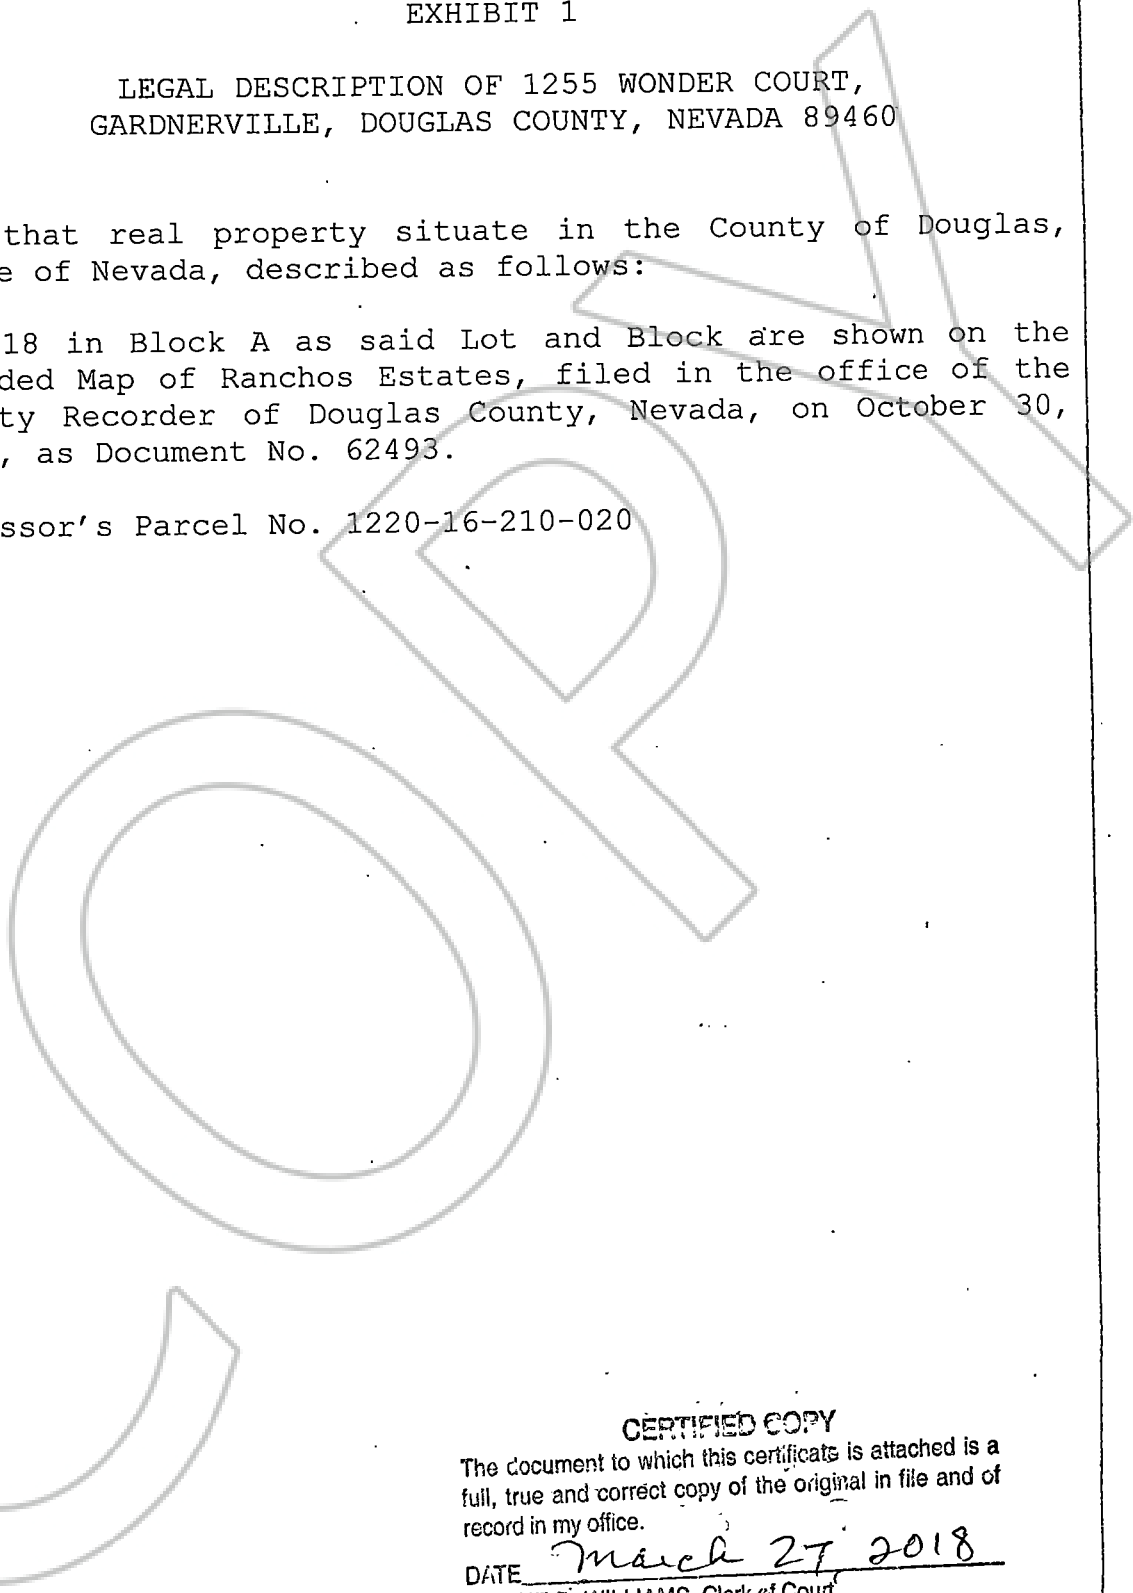 EXHIBIT 1
LEGAL DESCRIPTION OF 1255 WONDER COURT,
GARDNERVILLE, DOUGLAS COUNTY, NEVADA 89460
that real property situate in the County of Douglas,
e of Nevada, described as follows:
18 in Block A as said Lot and Block are shown on the
ded Map of Ranchos Estates, filed in the office of the
ty Recorder of Douglas County, Nevada, on October 30,
, as Document No. 62493.
ssor's Parcel No. 1220-16-210-020
COPY
CERTIFIED COPY
The document to which this certificate is attached is a
full, true and correct copy of the original in file and of
record in my office.
DATE March 27 2018
WILLIAMS, Clerk of Court